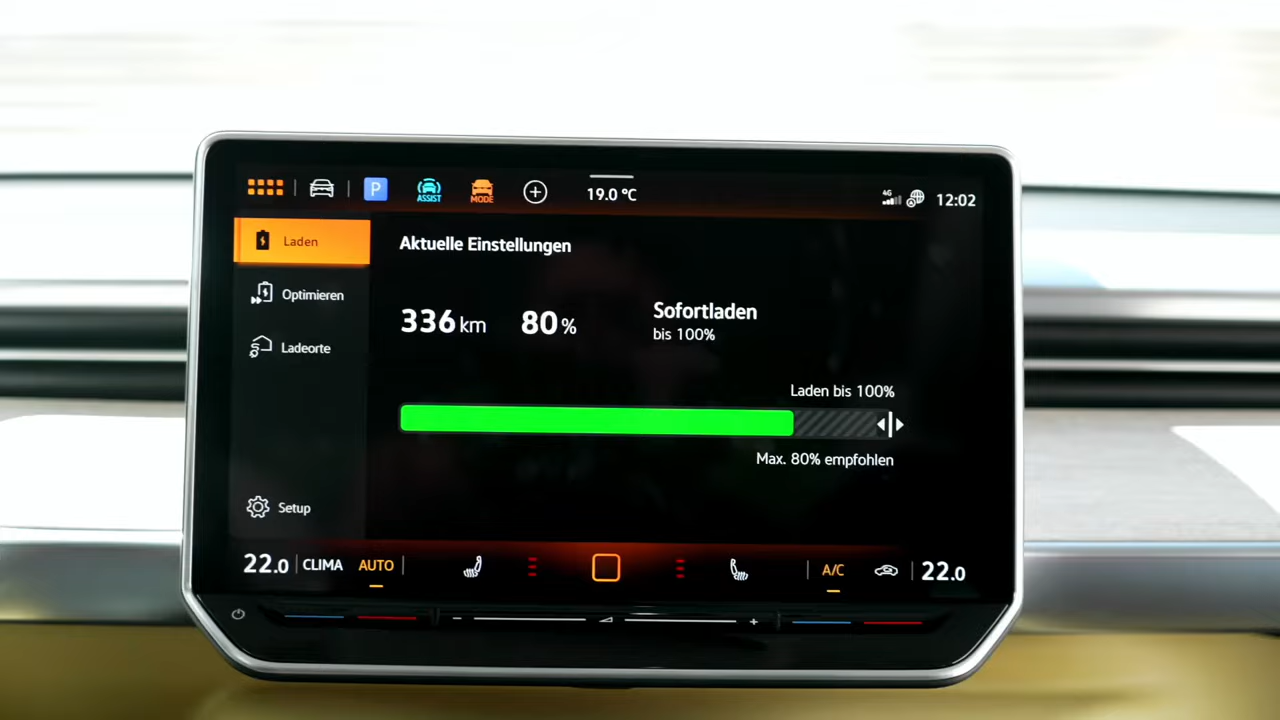 P
ASSIST
MODE
19.0 °C
4G
12:02
Laden
Optimieren
Ladeorte
Setup
Aktuelle Einstellungen
336 km
80%
Sofortladen
bis 100%
Laden bis 100%
Max. 80% empfohlen
22.0
CLIMA
AUTO
A/C
22.0